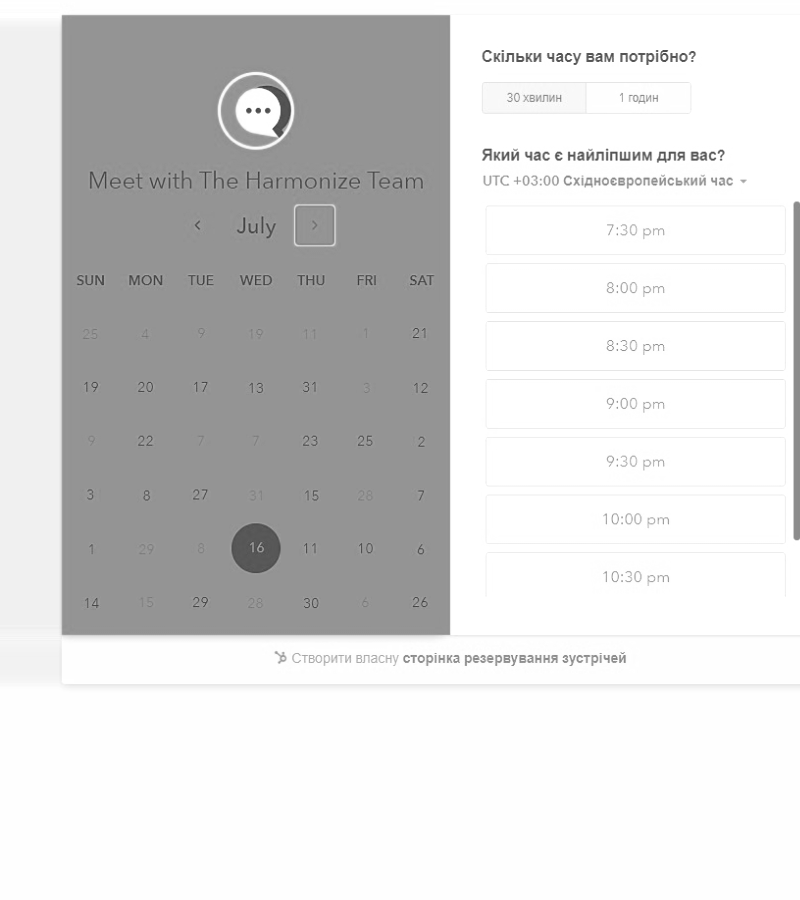 Meet with The Harmonize Team
July
SUN MON TUE WED THU FRI SAT
25 4 9 19 11 1 21
19 20 17 13 31 3 12
9 22 7 7 23 25 2
3 8 27 31 15 28 7
1 29 8 16 11 10 6
14 15 29 28 30 6 26
Скільки часу вам потрібно?
30 хвилин 1 годин
Який час є найліпшим для вас?
UTC +03:00 Східноєвропейський час
7:30 pm
8:00 pm
8:30 pm
9:00 pm
9:30 pm
10:00 pm
10:30 pm
Створити власну сторінка резервування зустрічей